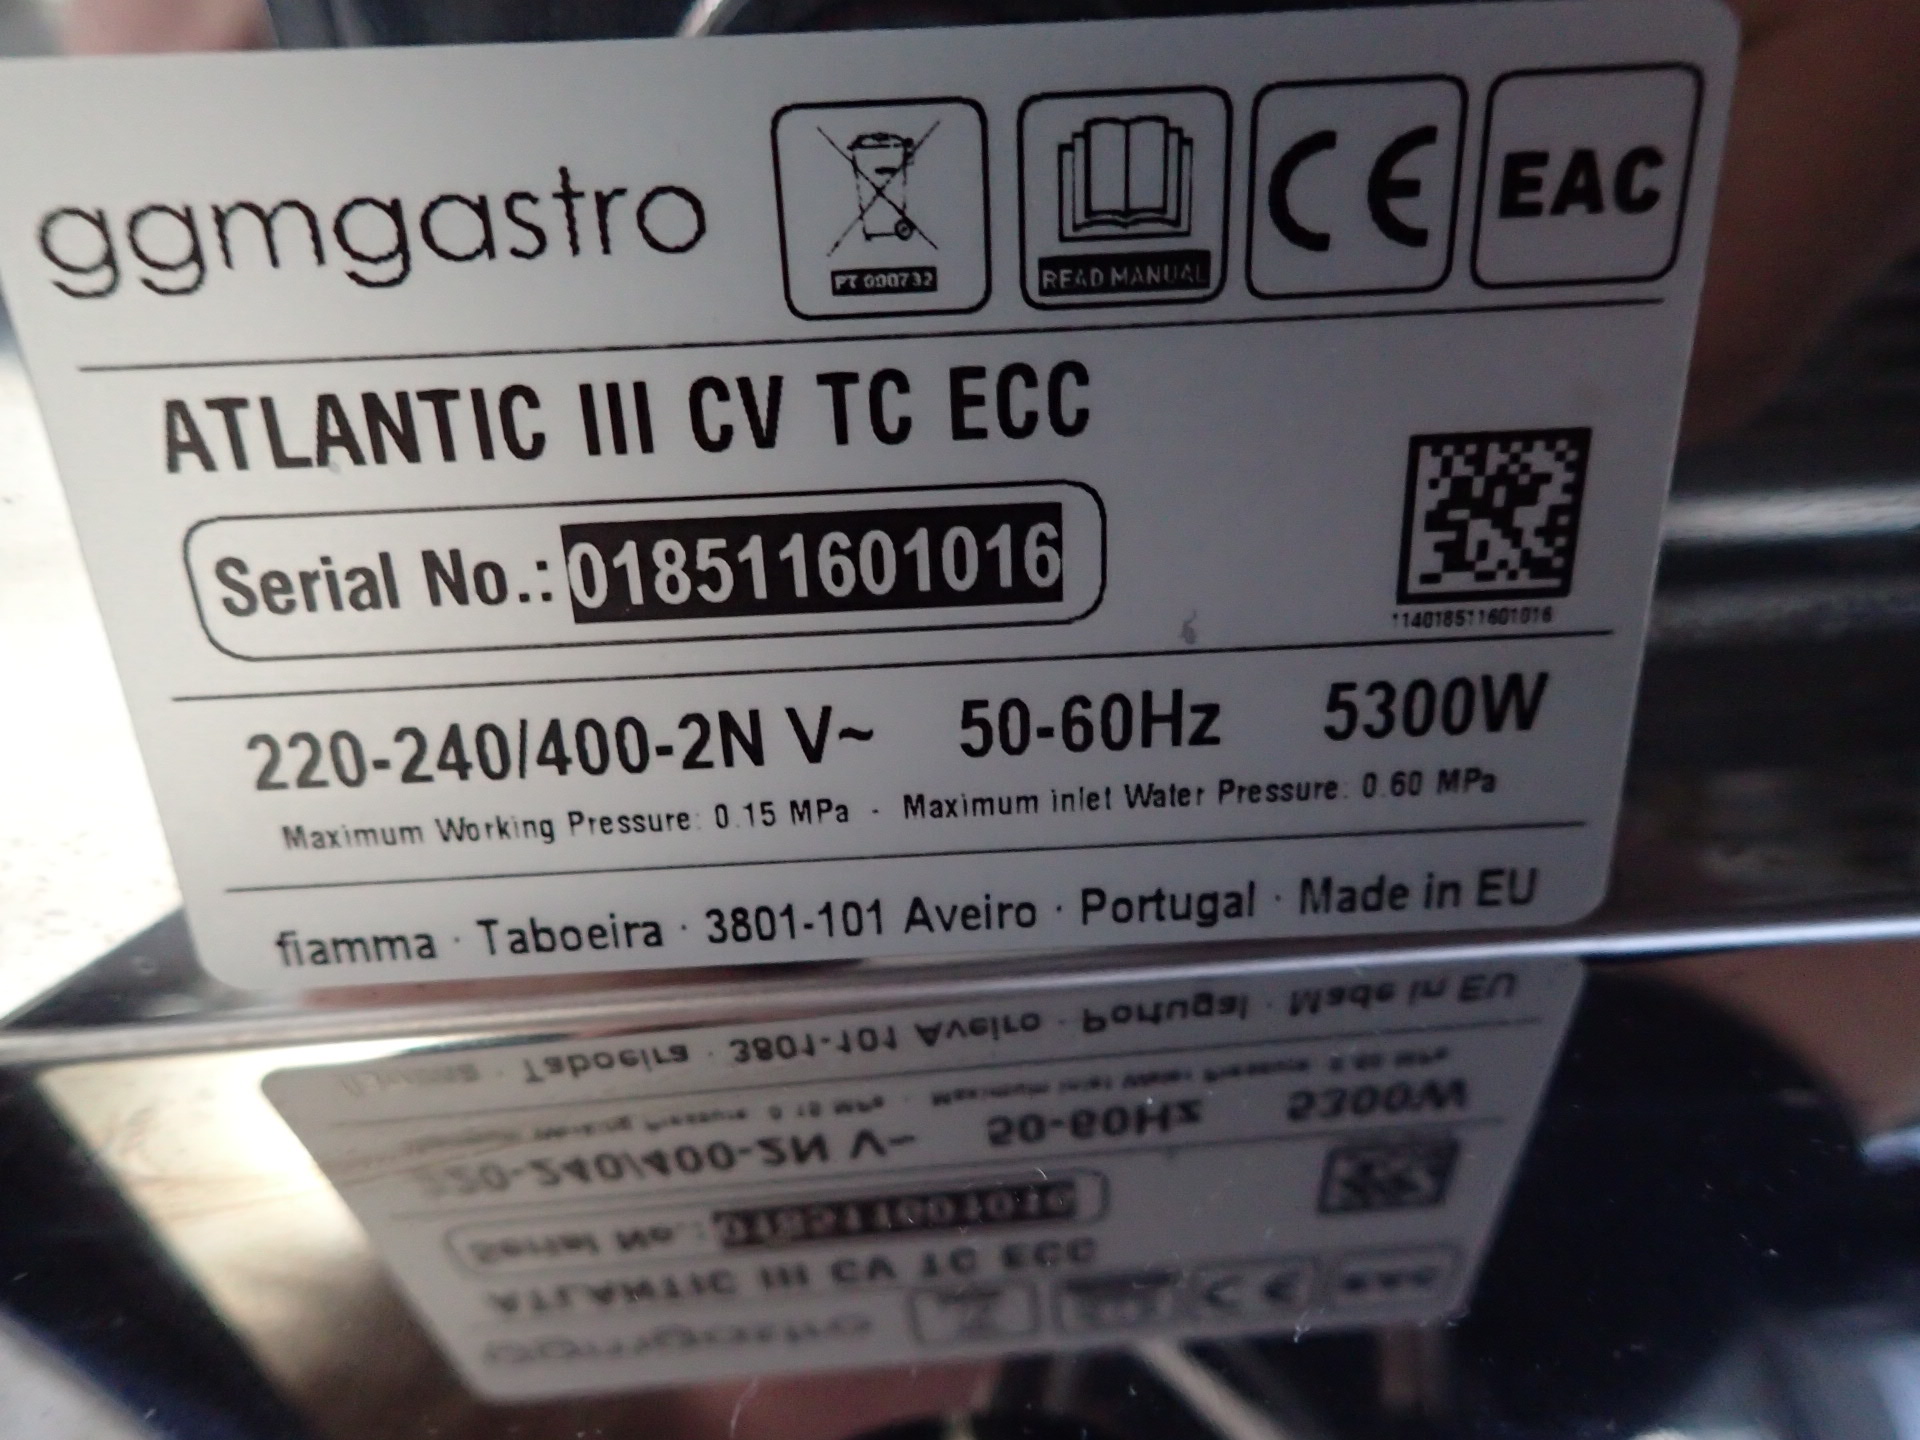 ggmgastro
PT 000732
READ MANUAL
CE
EAC
ATLANTIC III CV TC ECC
Serial No.: 018511601016
114018511601016
220-240/400-2N V~ 50-60Hz 5300W
Maximum Working Pressure: 0.15 MPa - Maximum inlet Water Pressure: 0.60 MPa
fiamma · Taboeira · 3801-101 Aveiro · Portugal · Made in EU